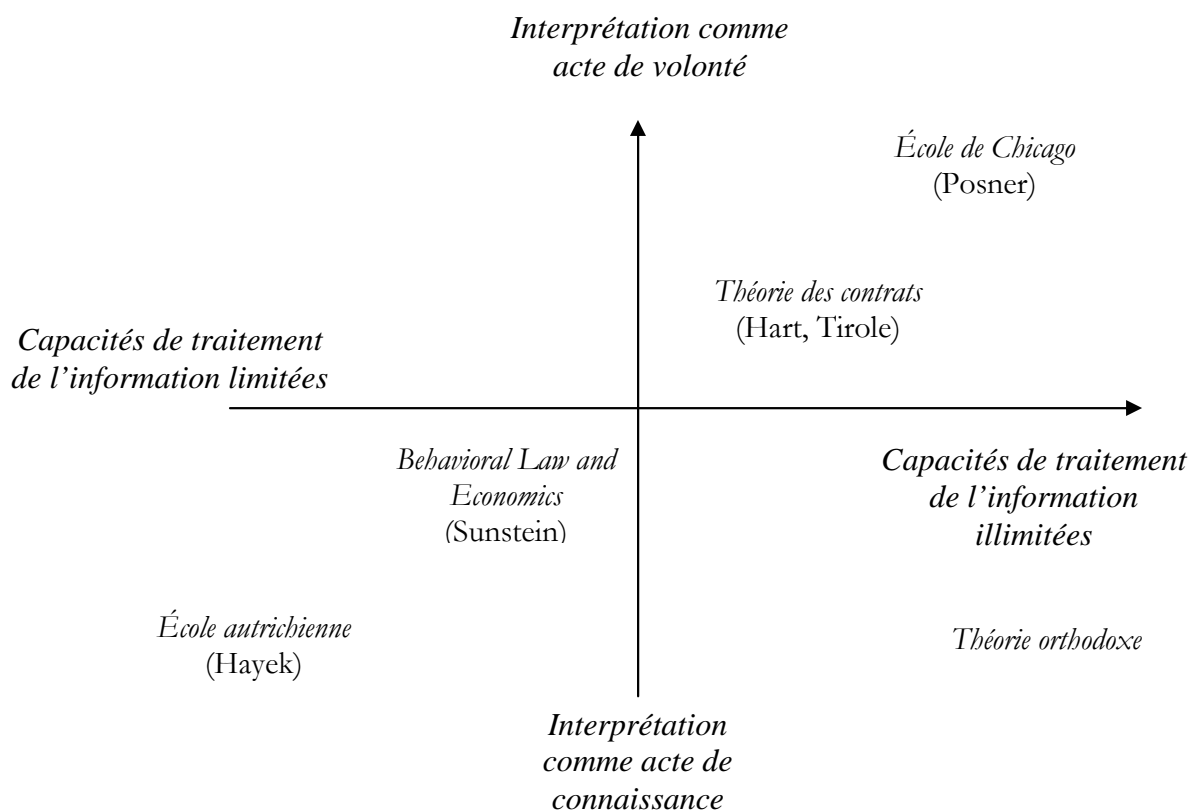 Interprétation comme
acte de volonté
École de Chicago
(Posner)
Théorie des contrats
(Hart, Tirole)
Capacités de traitement
de l’information limitées
Behavioral Law and
Economics
(Sunstein)
Capacités de traitement
de l’information
illimitées
École autrichienne
(Hayek)
Théorie orthodoxe
Interprétation
comme acte de
connaissance